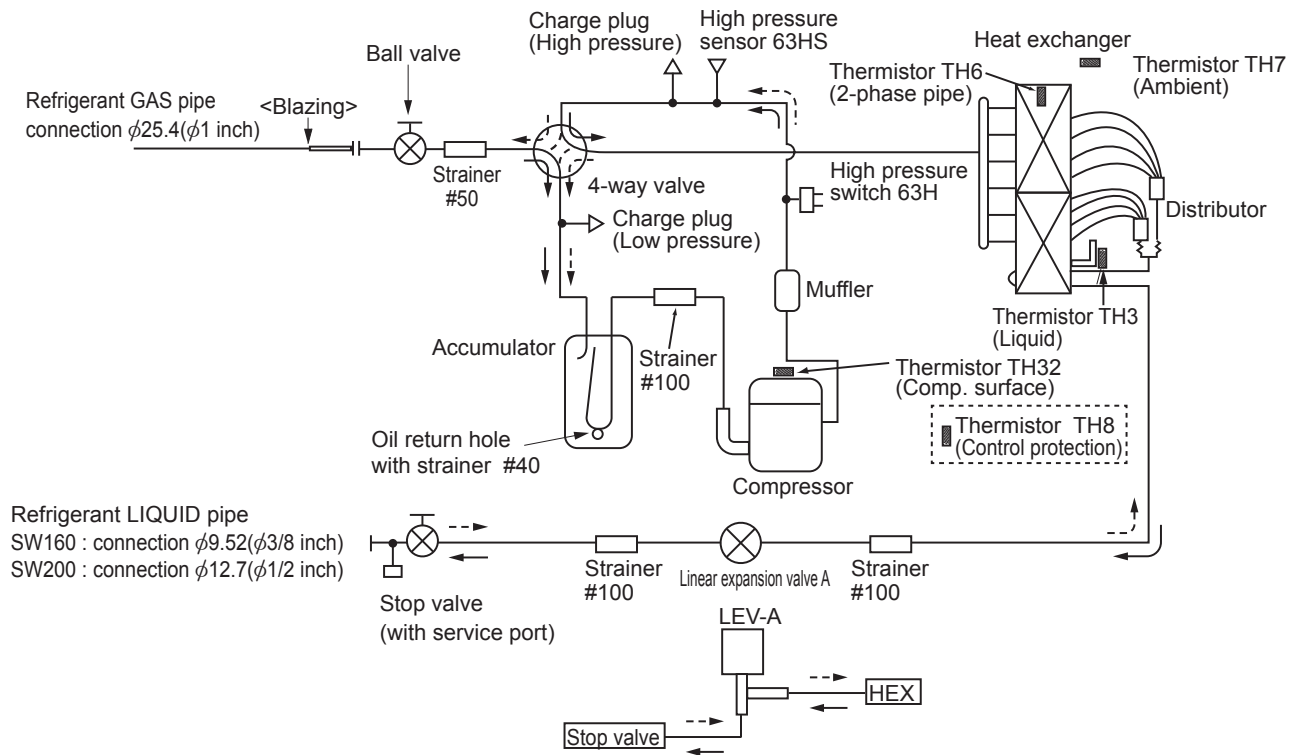 Charge plug
(High pressure)
High pressure
sensor 63HS
Ball valve
Heat exchanger
Thermistor TH6
(2-phase pipe)
Thermistor TH7
(Ambient)
Refrigerant GAS pipe
connection ϕ25.4(ϕ1 inch)
<Blazing>
Strainer
#50
4-way valve
High pressure
switch 63H
Distributor
Charge plug
(Low pressure)
Muffler
Thermistor TH3
(Liquid)
Accumulator
Strainer
#100
Thermistor TH32
(Comp. surface)
Thermistor TH8
(Control protection)
Oil return hole
with strainer #40
Compressor
Refrigerant LIQUID pipe
SW160 : connection ϕ9.52(ϕ3/8 inch)
SW200 : connection ϕ12.7(ϕ1/2 inch)
Strainer
#100
Linear expansion valve A
Strainer
#100
Stop valve
(with service port)
LEV-A
HEX
Stop valve